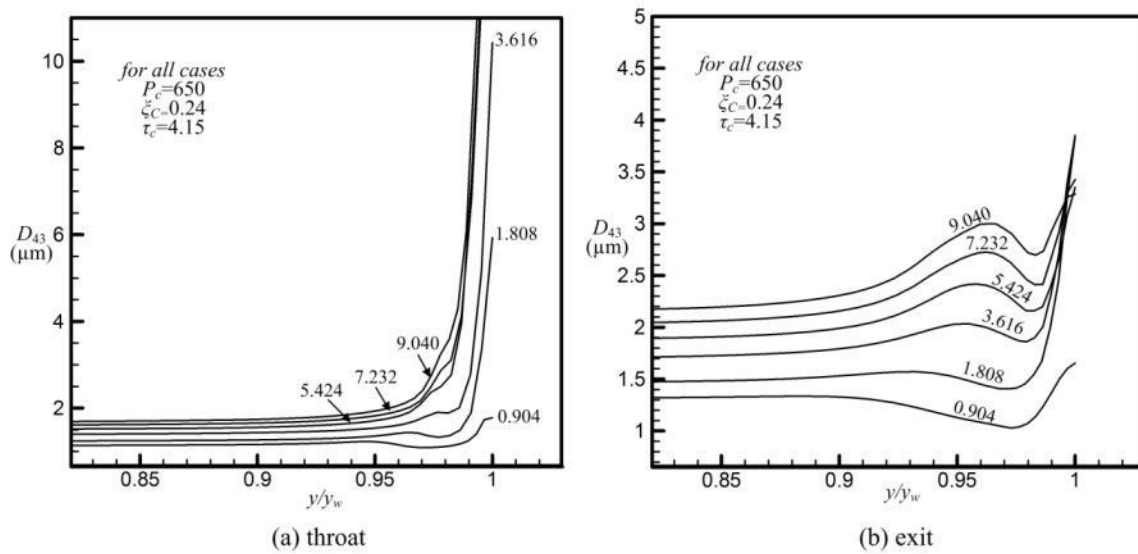 for all cases
P_c=650
ξ_C=0.24
τ_c=4.15
10
8
6
4
2
D_43
(μm)
3.616
1.808
9.040
7.232
5.424
0.904
0.85
0.9
0.95
1
y/y_w
(a) throat
for all cases
P_c=650
ξ_C=0.24
τ_c=4.15
5
4.5
4
3.5
3
2.5
2
1.5
1
D_43
(μm)
9.040
7.232
5.424
3.616
1.808
0.904
0.85
0.9
0.95
1
y/y_w
(b) exit